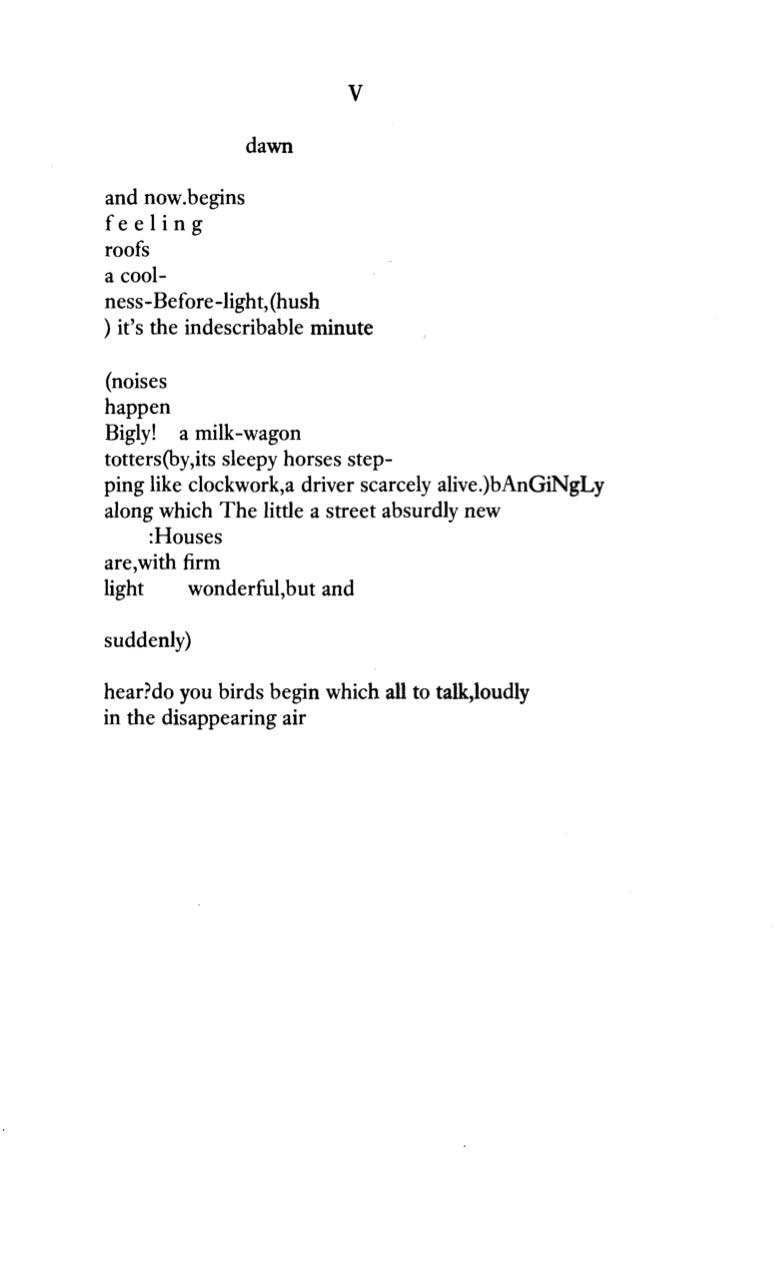 V
dawn
and now.begins
f e e l i n g
roofs
a cool-
ness-Before-light,(hush
) it's the indescribable minute
(noises
happen
Bigly! a milk-wagon
totters(by,its sleepy horses step-
ping like clockwork,a driver scarcely alive.)bAnGiNgLy
along which The little a street absurdly new
:Houses
are,with firm
light wonderful,but and
suddenly)
hear?do you birds begin which all to talk,loudly
in the disappearing air